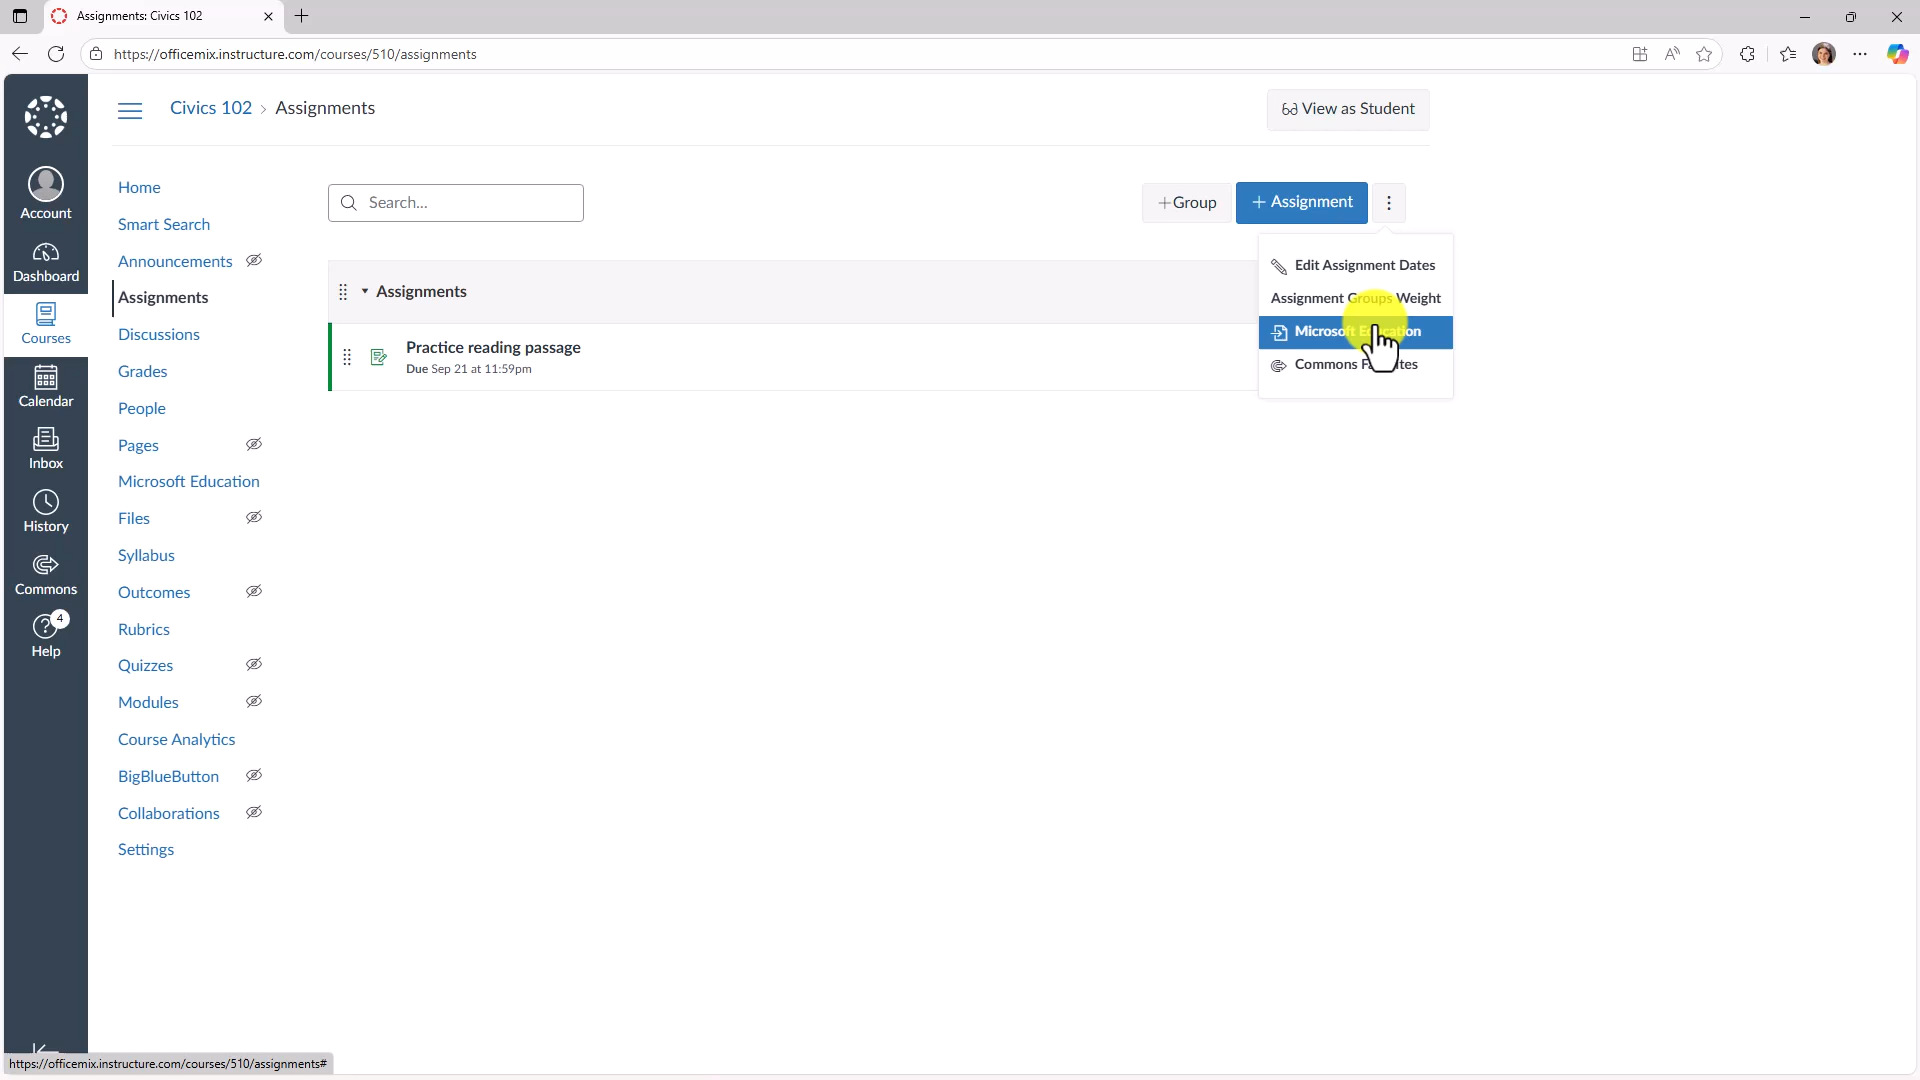 Assignments: Civics 102
https://officemix.instructure.com/courses/510/assignments
Civics 102 > Assignments
View as Student
Account
Dashboard
Courses
Calendar
Inbox
History
Commons
4
Help
Home
Smart Search
Announcements
Assignments
Discussions
Grades
People
Pages
Microsoft Education
Files
Syllabus
Outcomes
Rubrics
Quizzes
Modules
Course Analytics
BigBlueButton
Collaborations
Settings
Search...
+Group
+ Assignment
Edit Assignment Dates
Assignment Groups Weight
Microsoft Education
Commons Favorites
Assignments
Practice reading passage
Due Sep 21 at 11:59pm
https://officemix.instructure.com/courses/510/assignments#